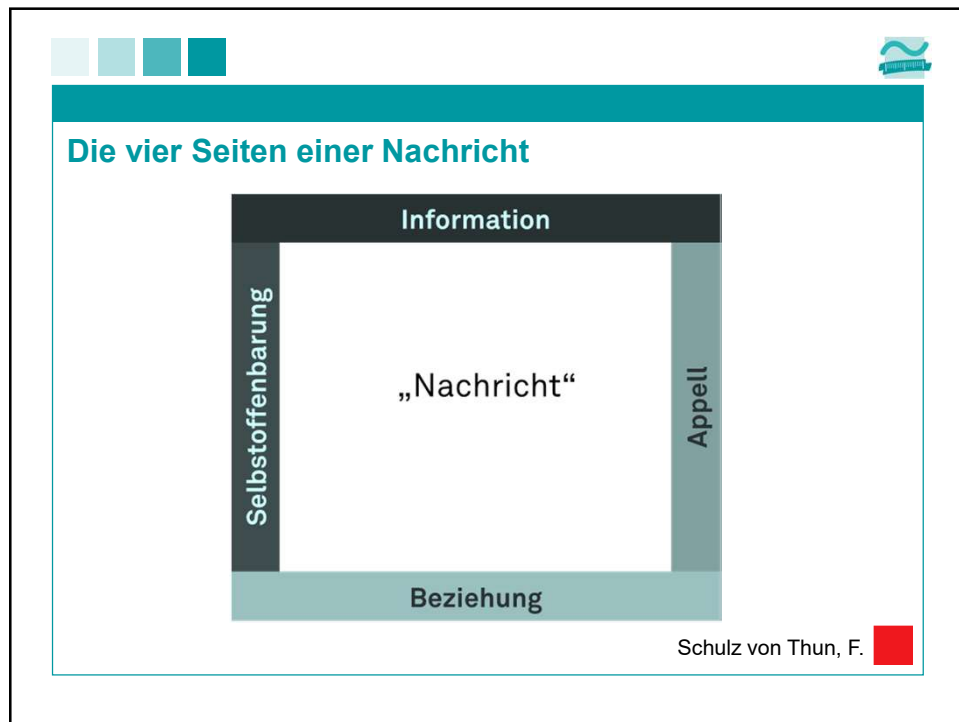 Die vier Seiten einer Nachricht
Information
Selbstoffenbarung
„Nachricht“
Appell
Beziehung
Schulz von Thun, F.